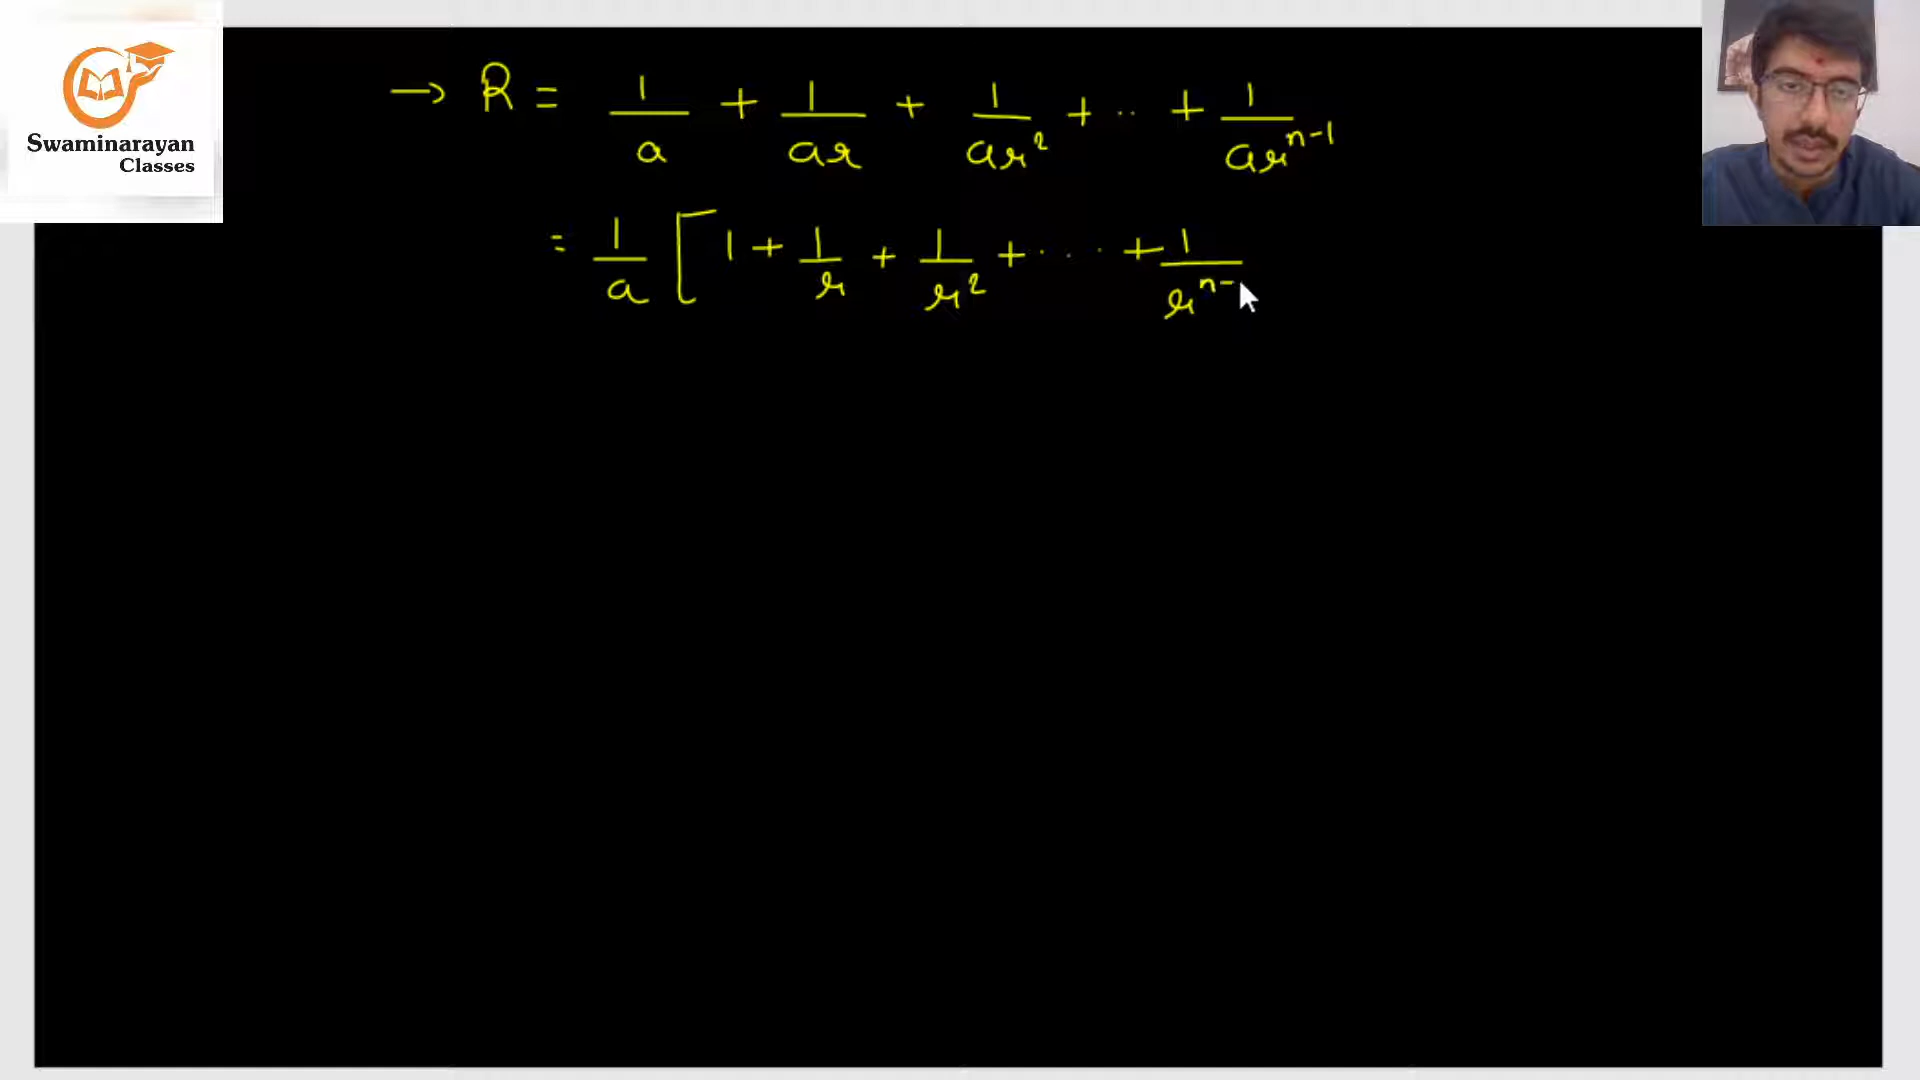 Swaminarayan
Classes
→ R = 1/a + 1/ar + 1/ar² + ·· + 1/arⁿ⁻¹
= 1/a [ 1 + 1/r + 1/r² + · · · · + 1/rⁿ⁻